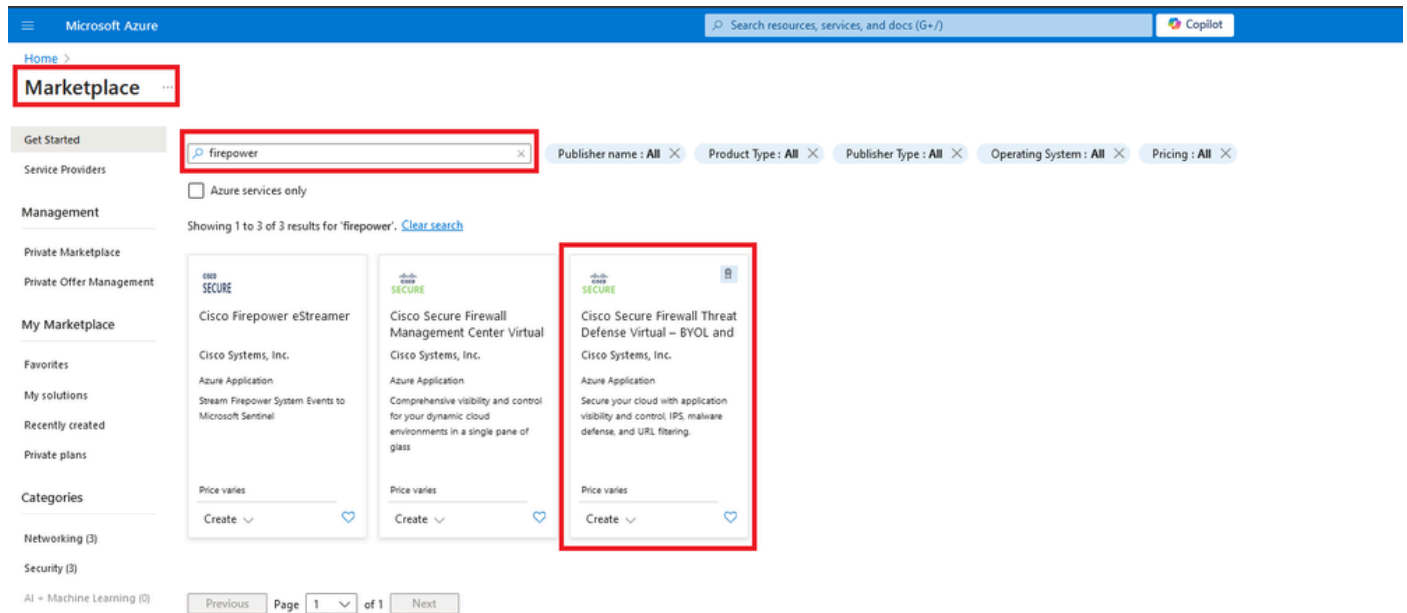 Microsoft Azure
Search resources, services, and docs (G+/)
Copilot
Home >
Marketplace ...
Get Started
Service Providers
Management
Private Marketplace
Private Offer Management
My Marketplace
Favorites
My solutions
Recently created
Private plans
Categories
Networking (3)
Security (3)
AI + Machine Learning (0)
firepower
Publisher name : All
Product Type : All
Publisher Type : All
Operating System : All
Pricing : All
Azure services only
Showing 1 to 3 of 3 results for 'firepower'. Clear search
CISCO
SECURE
Cisco Firepower eStreamer
Cisco Systems, Inc.
Azure Application
Stream Firepower System Events to
Microsoft Sentinel
Price varies
Create
CISCO
SECURE
Cisco Secure Firewall
Management Center Virtual
Cisco Systems, Inc.
Azure Application
Comprehensive visibility and control
for your dynamic cloud
environments in a single pane of
glass
Price varies
Create
CISCO
SECURE
Cisco Secure Firewall Threat
Defense Virtual – BYOL and
Cisco Systems, Inc.
Azure Application
Secure your cloud with application
visibility and control, IPS, malware
defense, and URL filtering.
Price varies
Create
Previous Page 1 of 1 Next